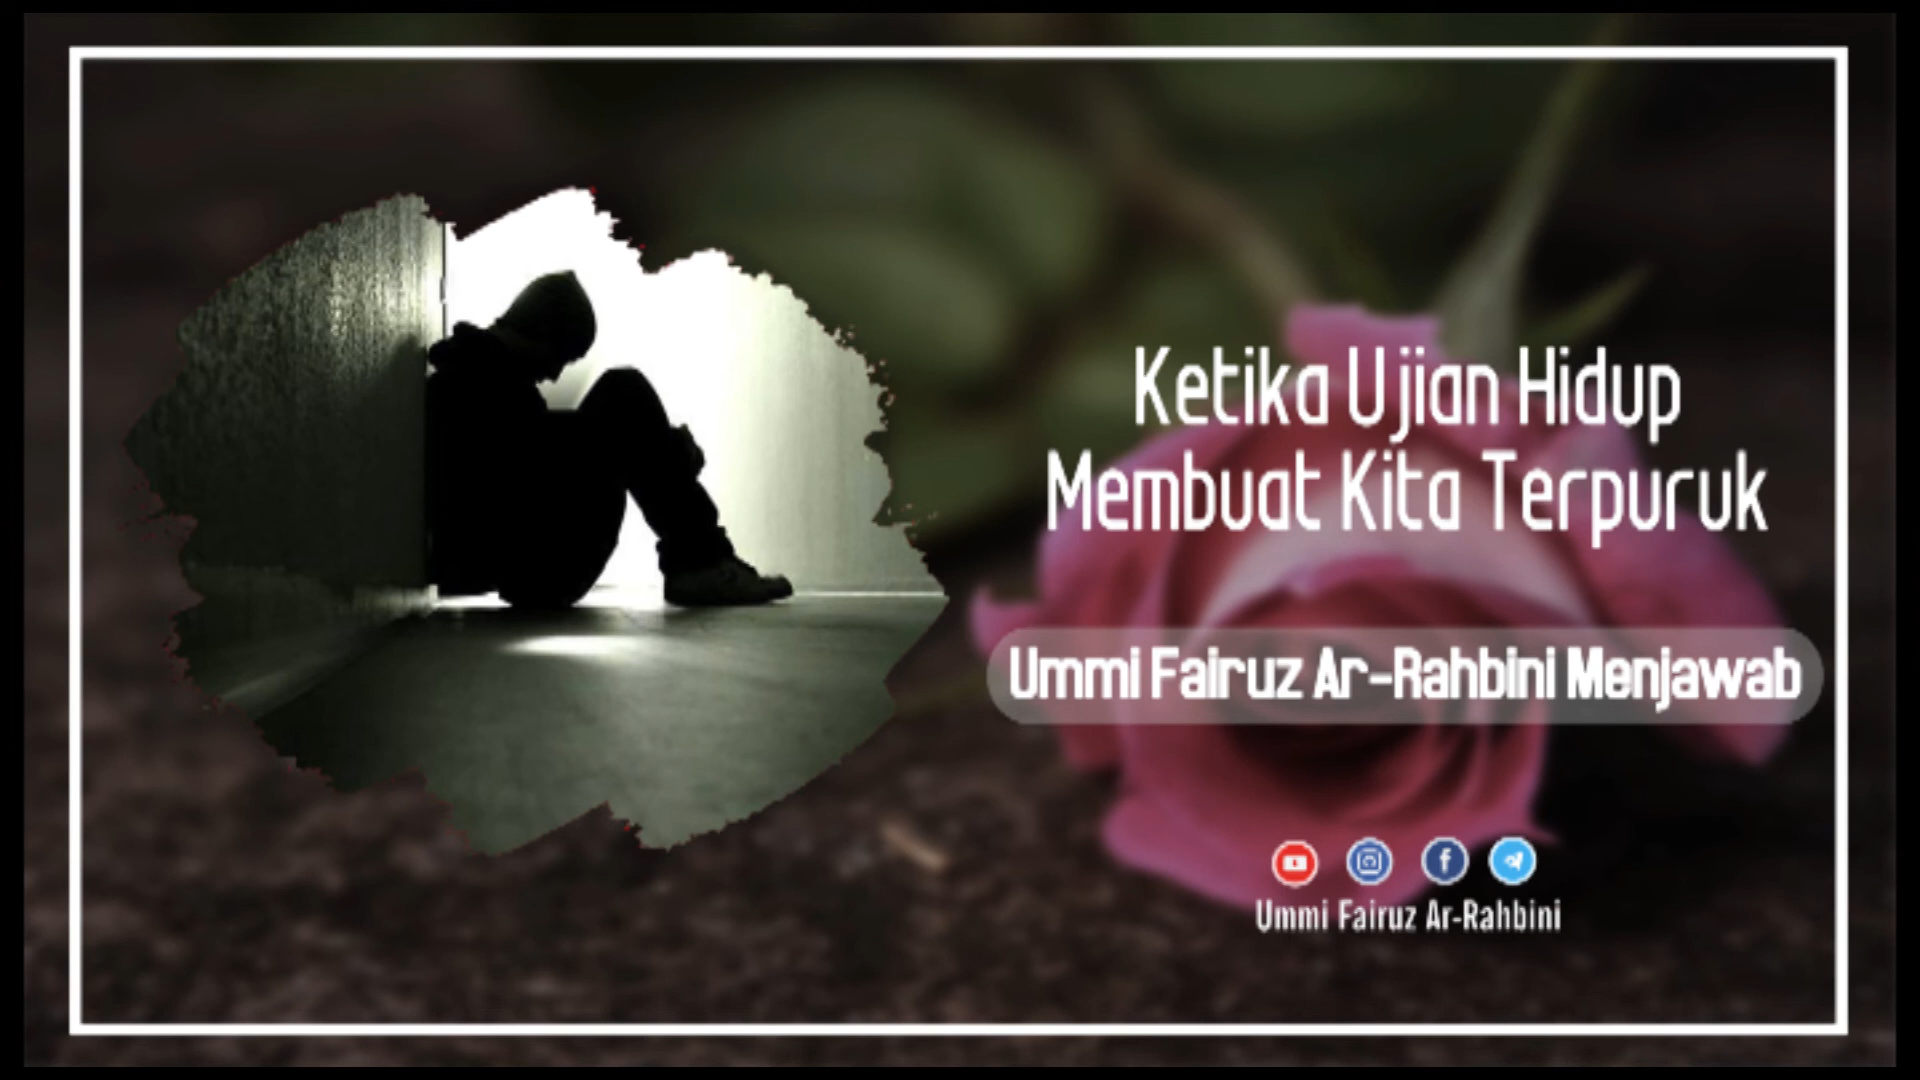 Ketika Ujian Hidup
Membuat Kita Terpuruk
Ummi Fairuz Ar-Rahbini Menjawab
Ummi Fairuz Ar-Rahbini